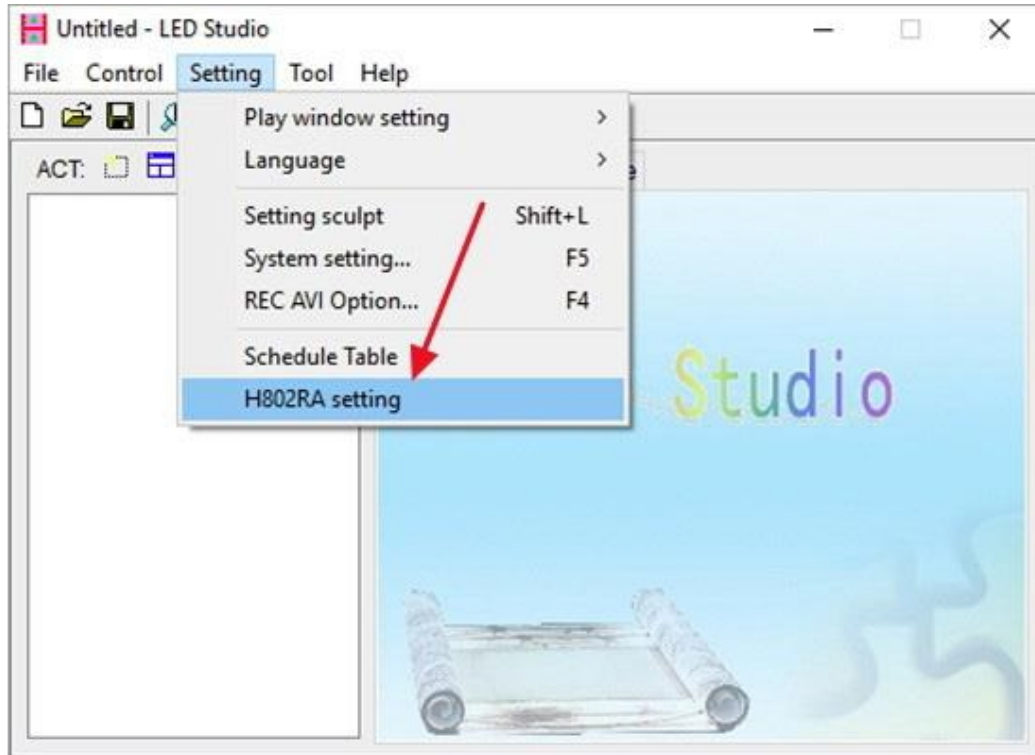 Untitled - LED Studio
File Control Setting Tool Help
Play window setting
Language
ACT:
Setting sculpt Shift+L
System setting... F5
REC AVI Option... F4
Schedule Table
H802RA setting
Studio